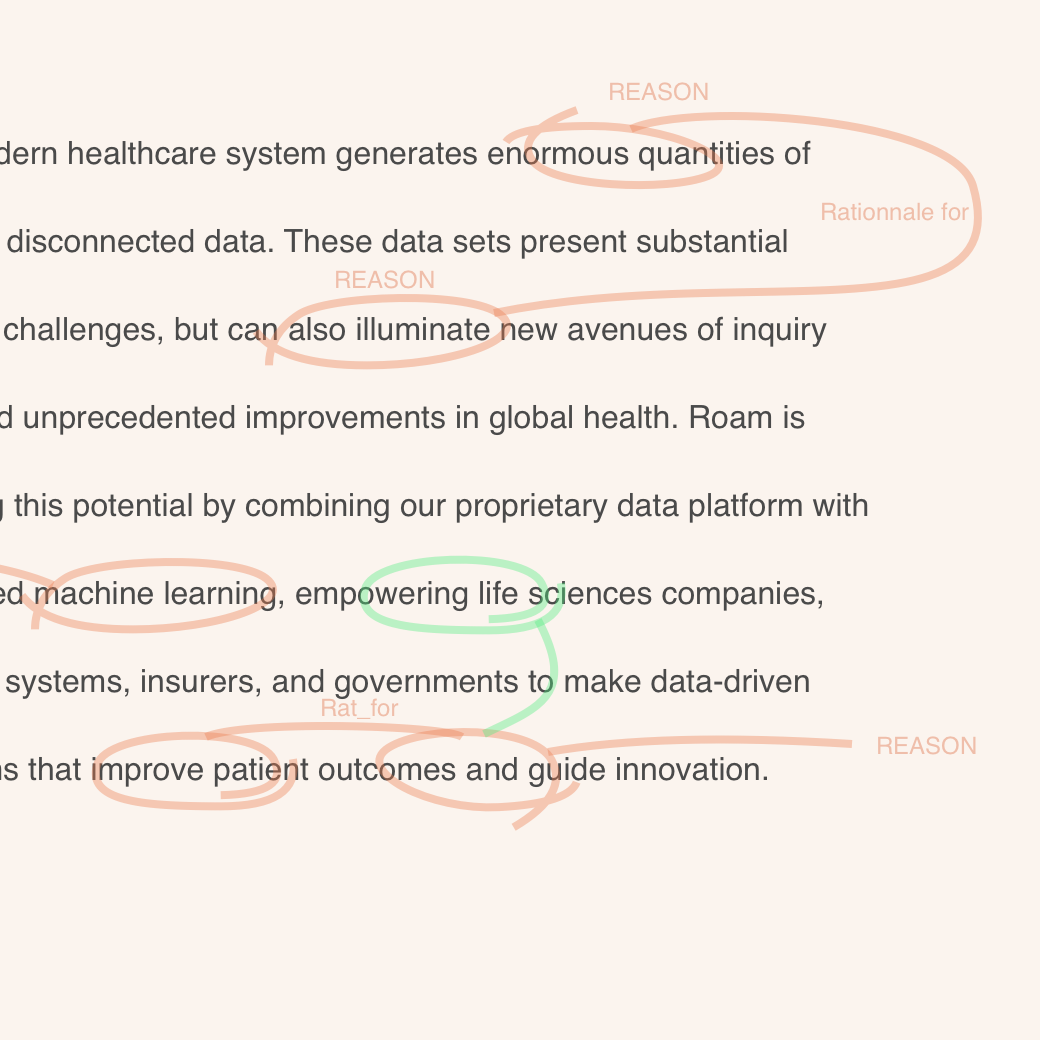 REASON
dern healthcare system generates enormous quantities of
Rationnale for
disconnected data. These data sets present substantial
REASON
challenges, but can also illuminate new avenues of inquiry
d unprecedented improvements in global health. Roam is
g this potential by combining our proprietary data platform with
ed machine learning, empowering life sciences companies,
systems, insurers, and governments to make data-driven
Rat_for
REASON
ns that improve patient outcomes and guide innovation.